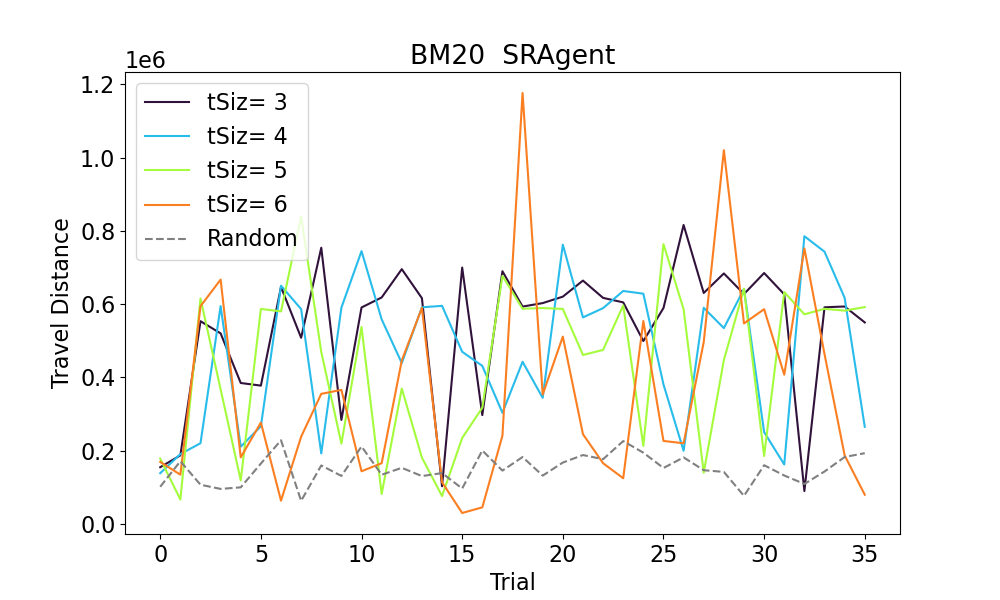 BM20  SRAgent
1e6
1.2
1.0
0.8
0.6
0.4
0.2
0.0
Travel Distance
tSiz= 3
tSiz= 4
tSiz= 5
tSiz= 6
Random
0 5 10 15 20 25 30 35
Trial